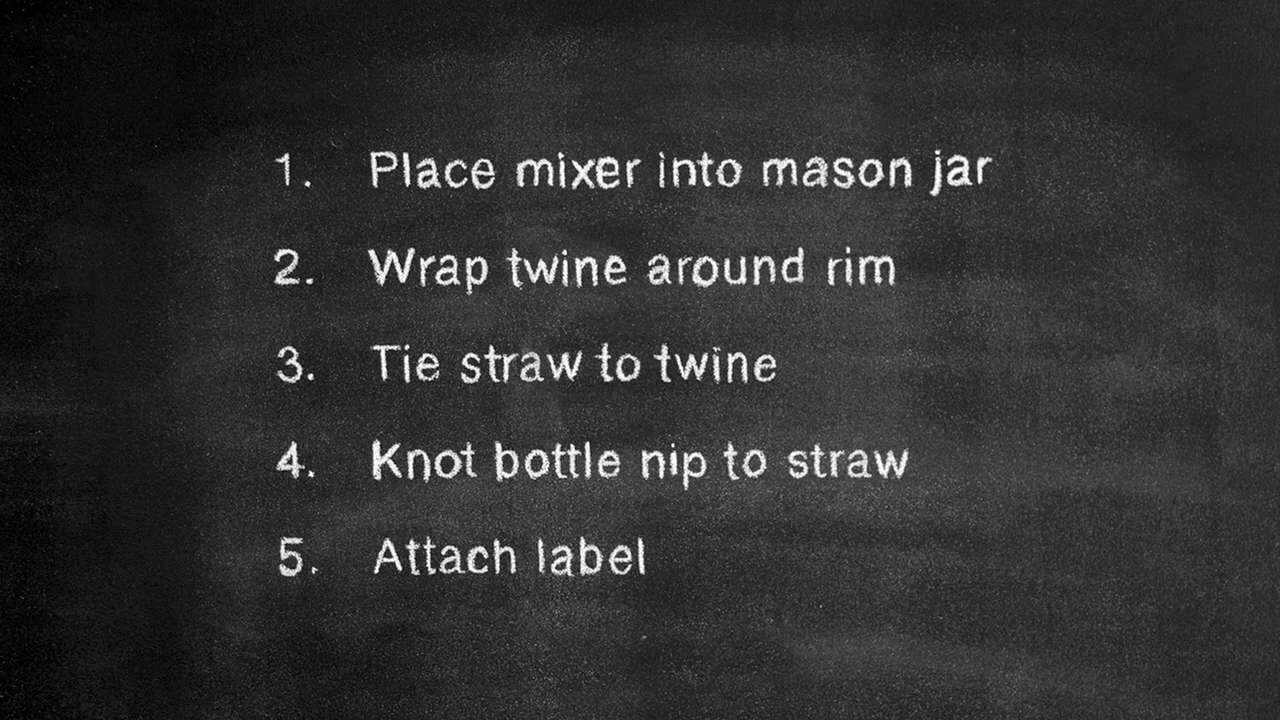 1. Place mixer into mason jar
2. Wrap twine around rim
3. Tie straw to twine
4. Knot bottle nip to straw
5. Attach label